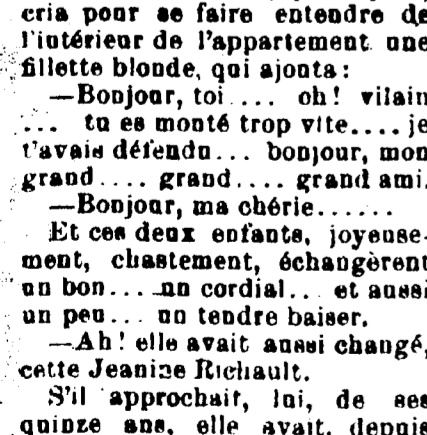 cria pour se faire entendre de
l'intérieur de l'appartement une
fillette blonde, qui ajouta :
—Bonjour, toi.... oh! vilain
... tu es monté trop vite.... je
t'avais défendu... bonjour, mon
grand.... grand.... grand ami.
—Bonjour, ma chérie......
Et ces deux enfants, joyeuse-
ment, chastement, échangèrent
un bon... un cordial.. et aussi
un peu... un tendre baiser.
—Ah! elle avait aussi changé,
cette Jeanine Richault.
S'il approchait, lui, de ses
quinze ans, elle avait, depuis